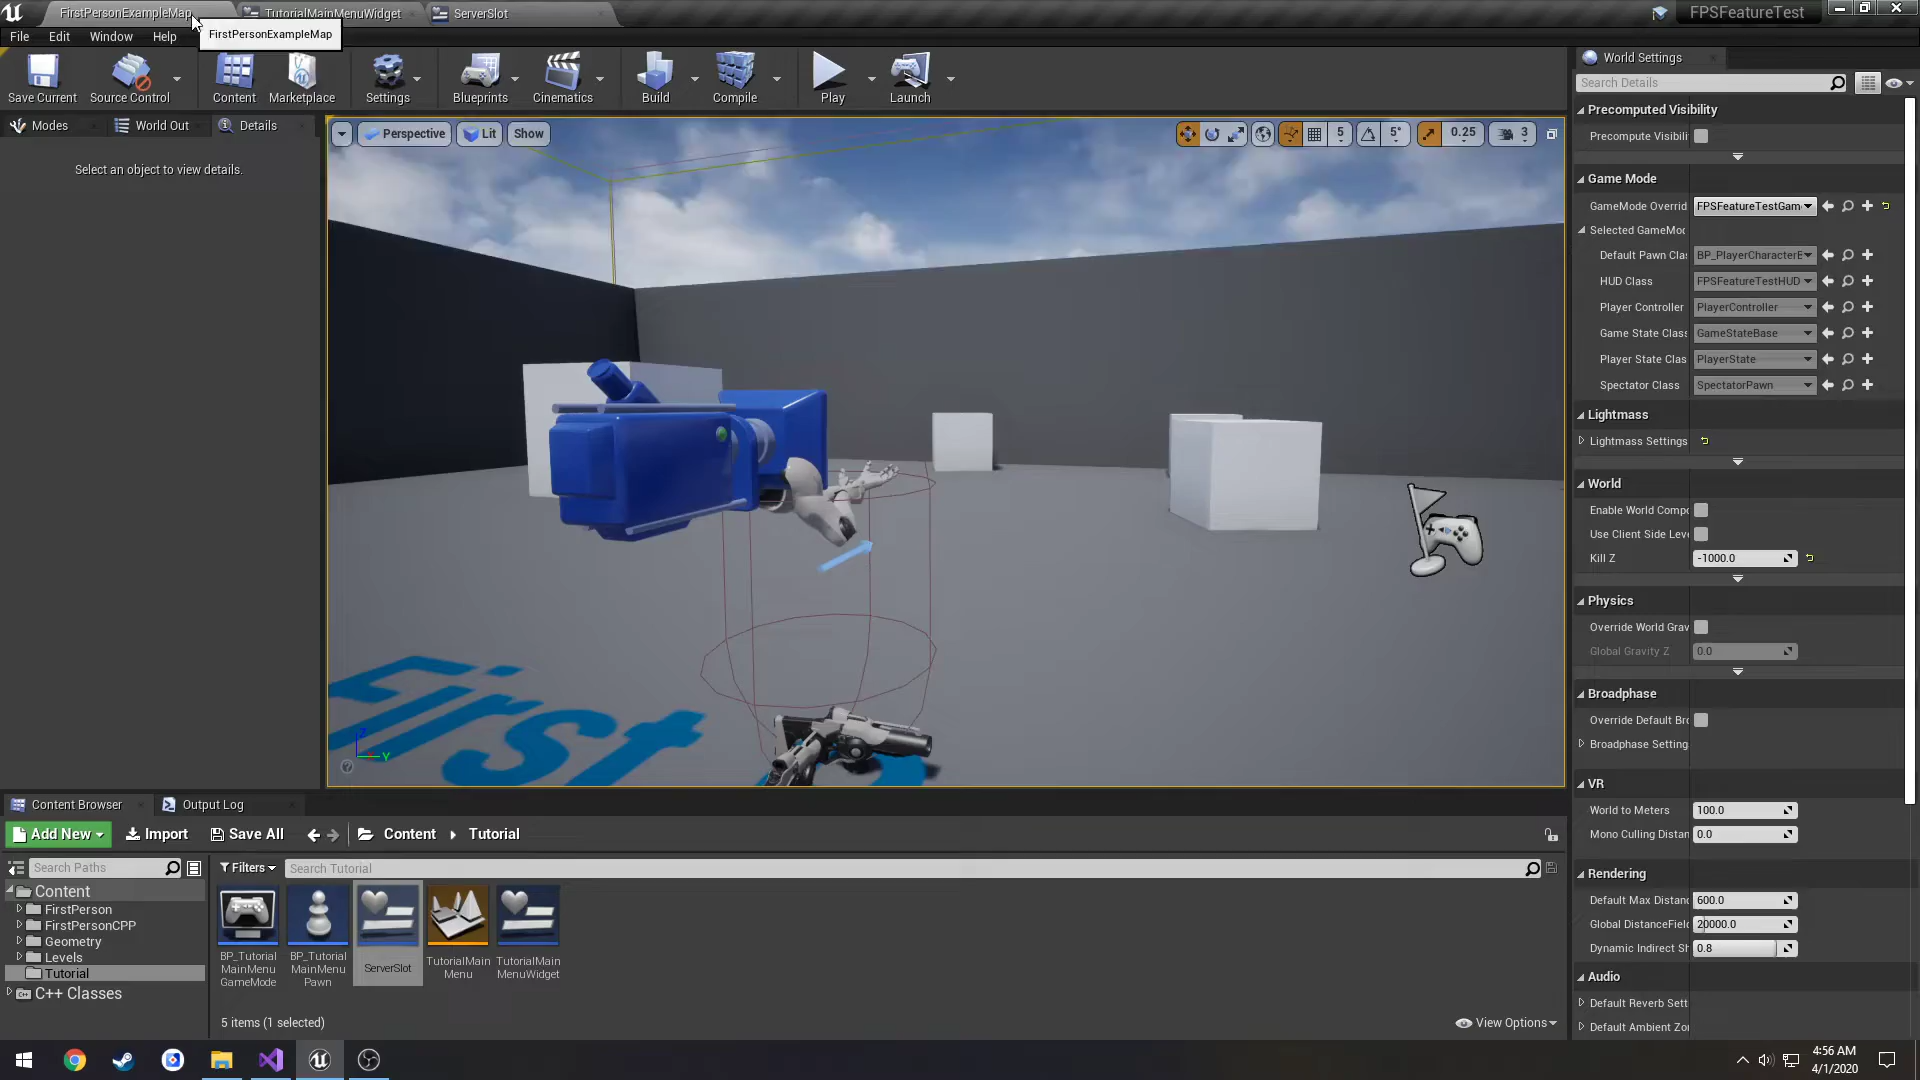 FirstPersonExampleMap
TutorialMainMenuWidget
ServerSlot
FPSFeatureTest
File
Edit
Window
Help
FirstPersonExampleMap
Save Current
Source Control
Content
Marketplace
Settings
Blueprints
Cinematics
Build
Compile
Play
Launch
Modes
World Out
Details
Select an object to view details.
Perspective
Lit
Show
5
5°
0.25
3
First
Z
Y
World Settings
Search Details
Precomputed Visibility
Precompute Visibili
Game Mode
GameMode Overrid
FPSFeatureTestGam
Selected GameMod
Default Pawn Clas
BP_PlayerCharacterE
HUD Class
FPSFeatureTestHUD
Player Controller
PlayerController
Game State Class
GameStateBase
Player State Clas
PlayerState
Spectator Class
SpectatorPawn
Lightmass
Lightmass Settings
World
Enable World Compo
Use Client Side Leve
Kill Z
-1000.0
Physics
Override World Grav
Global Gravity Z
0.0
Broadphase
Override Default Bro
Broadphase Setting
VR
World to Meters
100.0
Mono Culling Distan
0.0
Rendering
Default Max Distanc
600.0
Global DistanceField
20000.0
Dynamic Indirect Sh
0.8
Audio
Default Reverb Sett
Default Ambient Zon
Content Browser
Output Log
Add New
Import
Save All
Content
Tutorial
Search Paths
Filters
Search Tutorial
Content
FirstPerson
FirstPersonCPP
Geometry
Levels
Tutorial
C++ Classes
BP_Tutorial
MainMenu
GameMode
BP_Tutorial
MainMenu
Pawn
ServerSlot
TutorialMain
Menu
TutorialMain
MenuWidget
5 items (1 selected)
View Options
4:56 AM
4/1/2020